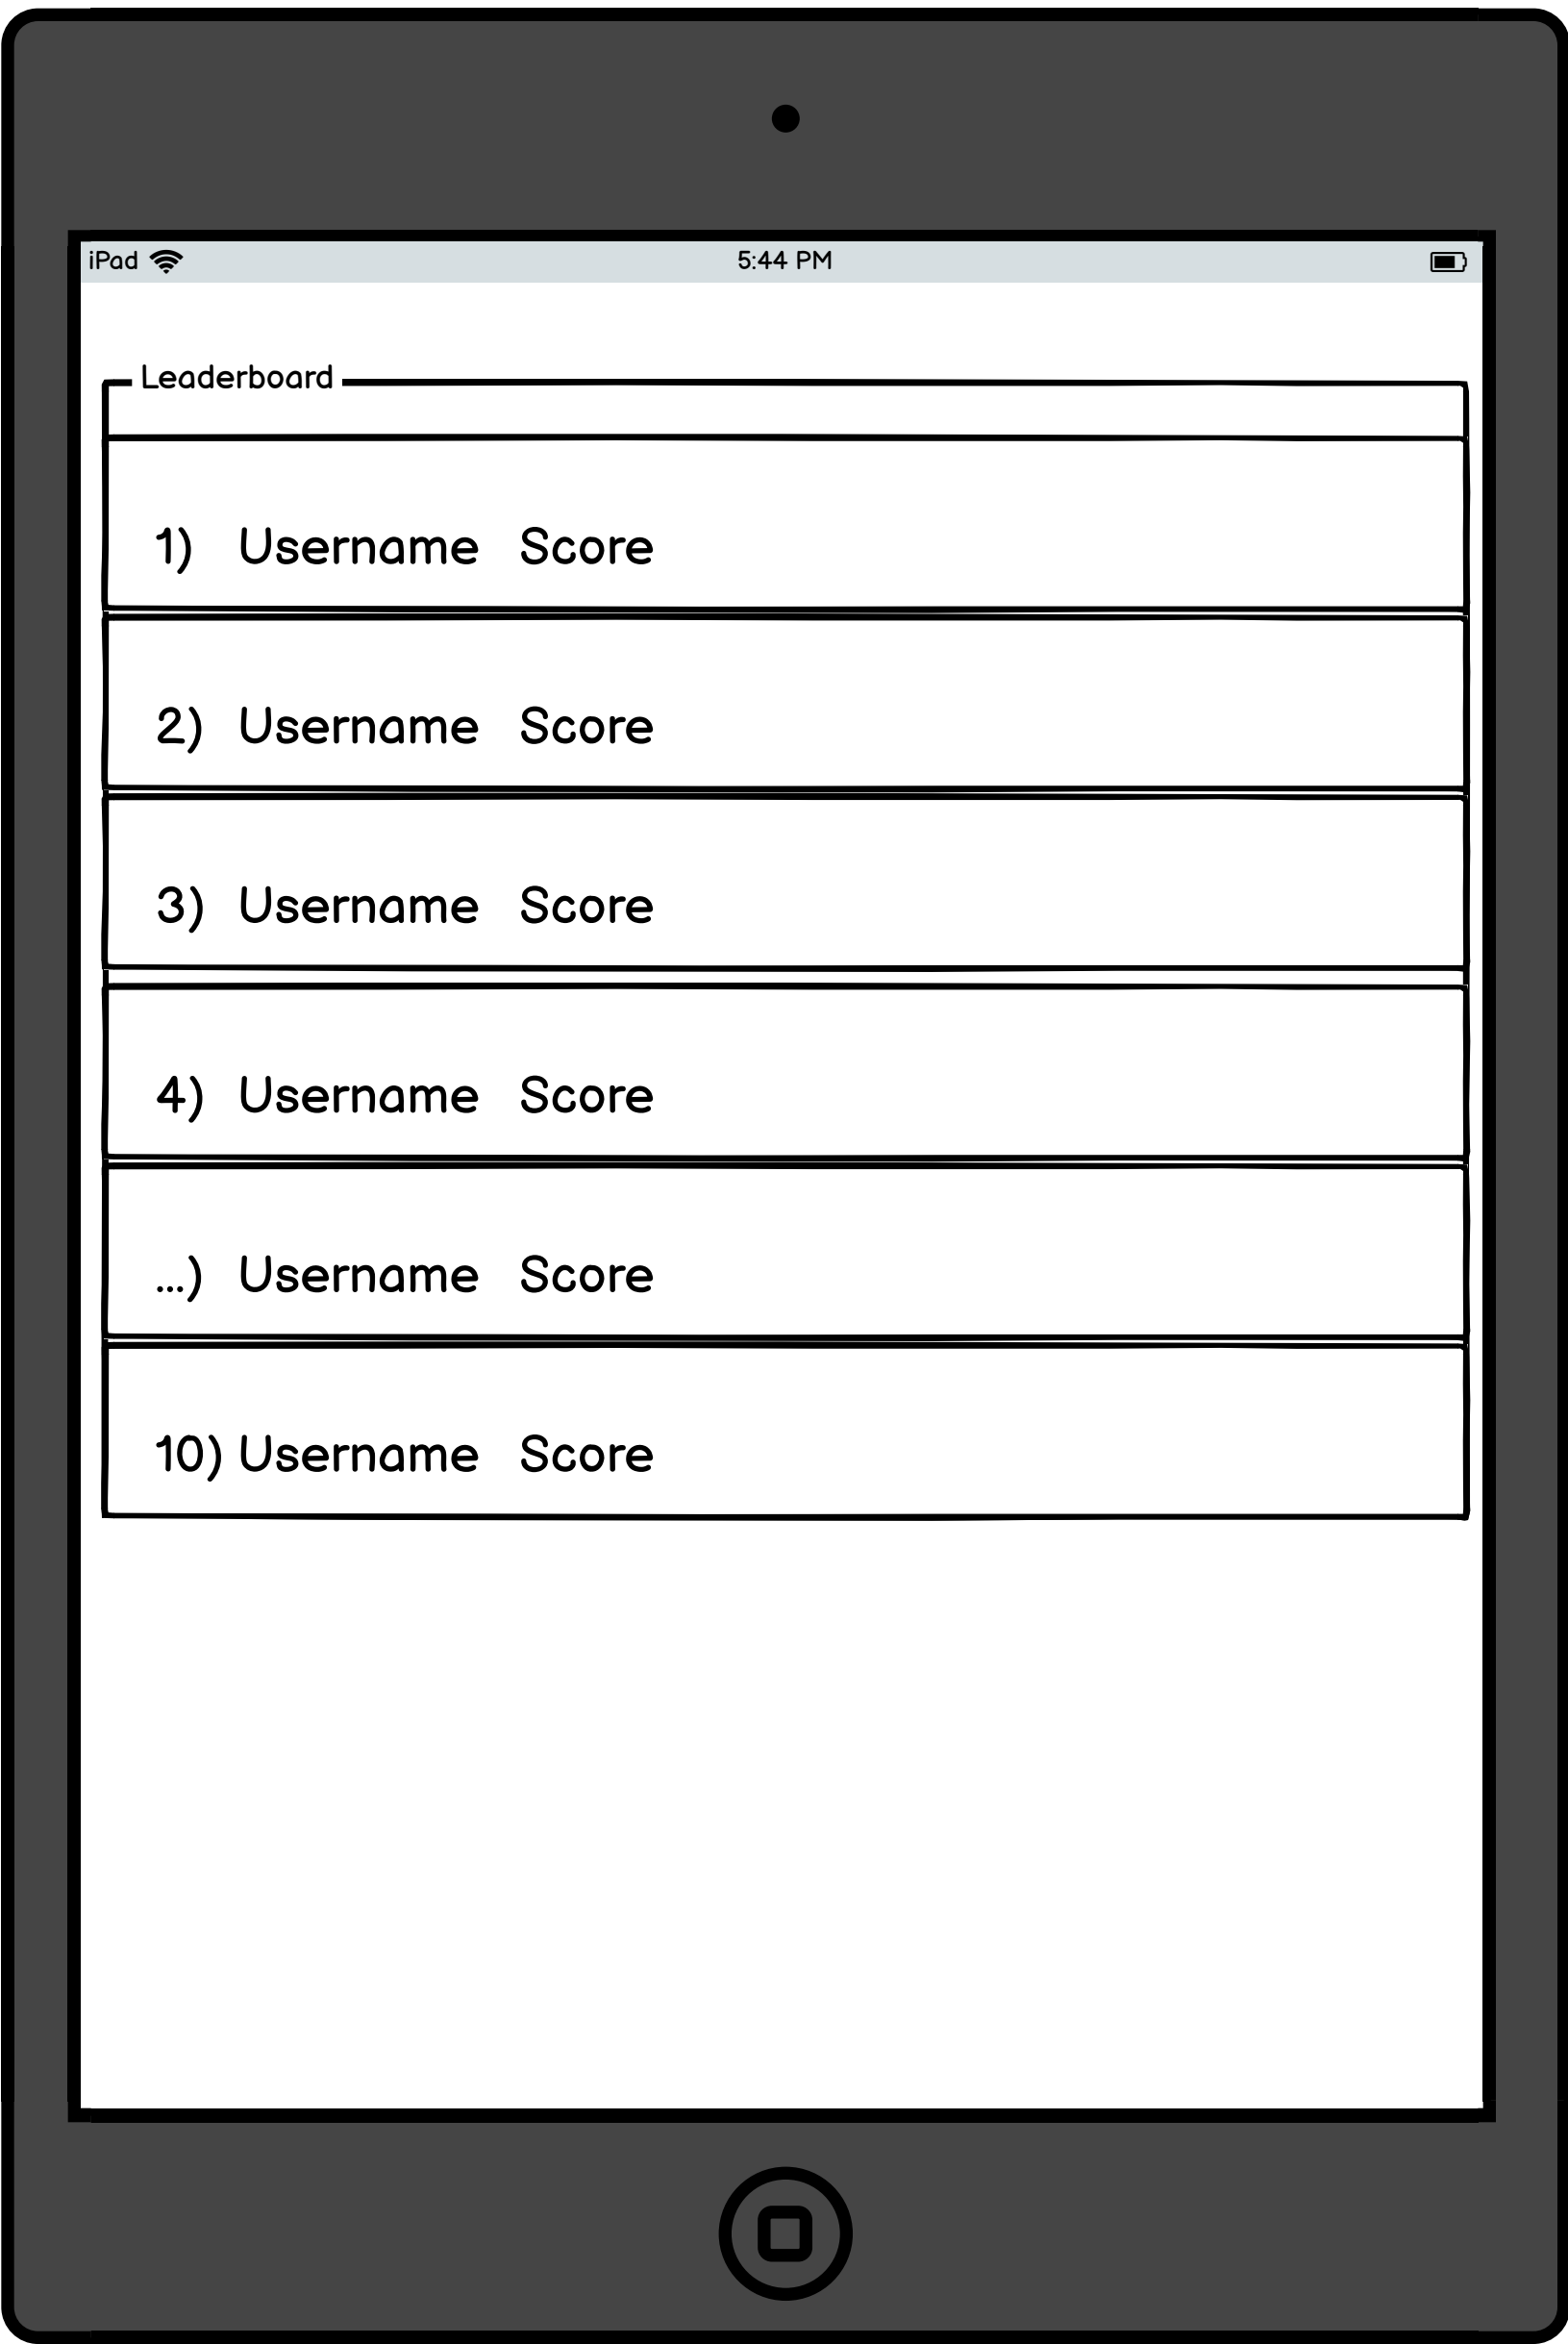 iPad 5:44 PM
Leaderboard
1) Username Score
2) Username Score
3) Username Score
4) Username Score
...) Username Score
10) Username Score